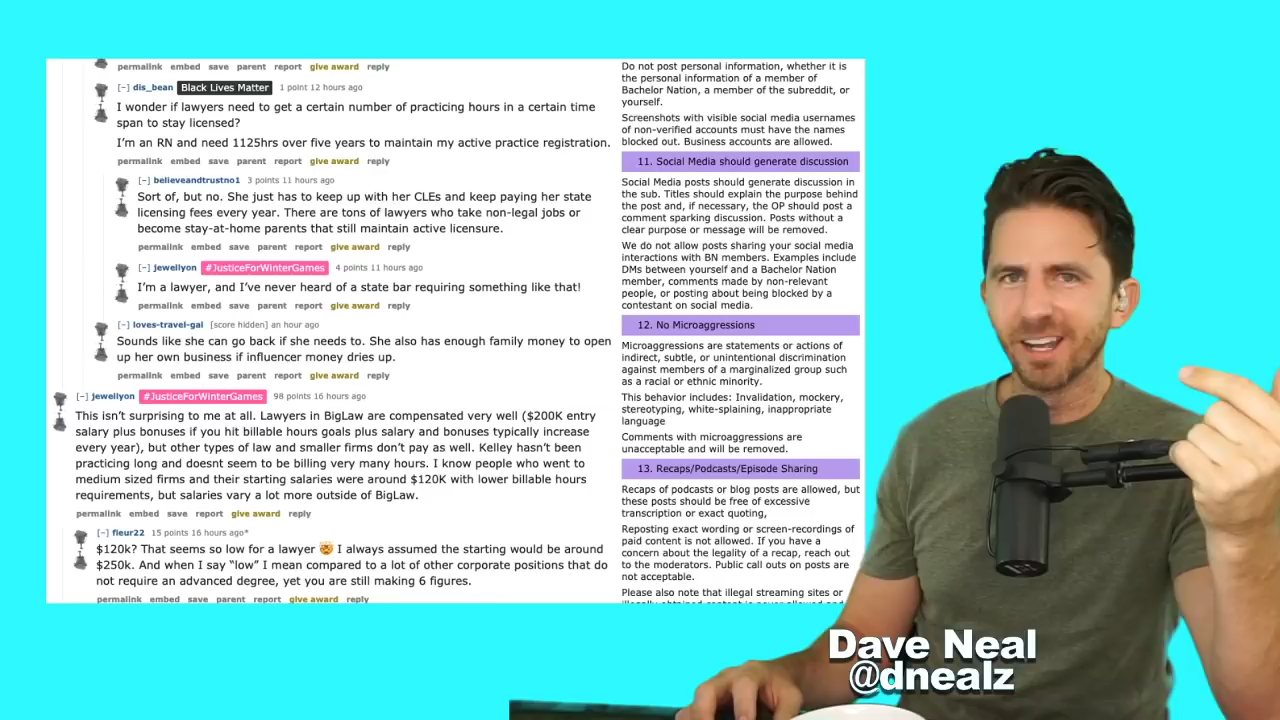 permalink embed save parent report give award reply
[–] dis_bean Black Lives Matter 1 point 12 hours ago
I wonder if lawyers need to get a certain number of practicing hours in a certain time
span to stay licensed?
I'm an RN and need 1125hrs over five years to maintain my active practice registration.
permalink embed save parent report give award reply
[–] believeandtrustno1 3 points 11 hours ago
Sort of, but no. She just has to keep up with her CLEs and keep paying her state
licensing fees every year. There are tons of lawyers who take non-legal jobs or
become stay-at-home parents that still maintain active licensure.
permalink embed save parent report give award reply
[–] jewellyon #JusticeForWinterGames 4 points 11 hours ago
I'm a lawyer, and I've never heard of a state bar requiring something like that!
permalink embed save parent report give award reply
[–] loves-travel-gal [score hidden] an hour ago
Sounds like she can go back if she needs to. She also has enough family money to open
up her own business if influencer money dries up.
permalink embed save parent report give award reply
[–] jewellyon #JusticeForWinterGames 98 points 16 hours ago
This isn't surprising to me at all. Lawyers in BigLaw are compensated very well ($200K entry
salary plus bonuses if you hit billable hours goals plus salary and bonuses typically increase
every year), but other types of law and smaller firms don't pay as well. Kelley hasn't been
practicing long and doesnt seem to be billing very many hours. I know people who went to
medium sized firms and their starting salaries were around $120K with lower billable hours
requirements, but salaries vary a lot more outside of BigLaw.
permalink embed save report give award reply
[–] fleur22 15 points 16 hours ago*
$120k? That seems so low for a lawyer 🤯 I always assumed the starting would be around
$250k. And when I say "low" I mean compared to a lot of other corporate positions that do
not require an advanced degree, yet you are still making 6 figures.
permalink embed save parent report give award reply
Do not post personal information, whether it is
the personal information of a member of
Bachelor Nation, a member of the subreddit, or
yourself.
Screenshots with visible social media usernames
of non-verified accounts must have the names
blocked out. Business accounts are allowed.
11. Social Media should generate discussion
Social Media posts should generate discussion in
the sub. Titles should explain the purpose behind
the post and, if necessary, the OP should post a
comment sparking discussion. Posts without a
clear purpose or message will be removed.
We do not allow posts sharing your social media
interactions with BN members. Examples include
DMs between yourself and a Bachelor Nation
member, comments made by non-relevant
people, or posting about being blocked by a
contestant on social media.
12. No Microaggressions
Microaggressions are statements or actions of
indirect, subtle, or unintentional discrimination
against members of a marginalized group such
as a racial or ethnic minority.
This behavior includes: Invalidation, mockery,
stereotyping, white-splaining, inappropriate
language
Comments with microaggressions are
unacceptable and will be removed.
13. Recaps/Podcasts/Episode Sharing
Recaps of podcasts or blog posts are allowed, but
these posts should be free of excessive
transcription or exact quoting,
Reposting exact wording or screen-recordings of
paid content is not allowed. If you have a
concern about the legality of a recap, reach out
to the moderators. Public call outs on posts are
not acceptable.
Please also note that illegal streaming sites or
Dave Neal
@dnealz